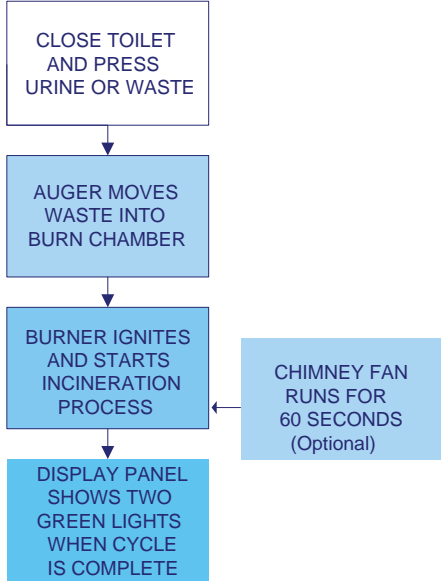 CLOSE TOILET
AND PRESS
URINE OR WASTE
AUGER MOVES
WASTE INTO
BURN CHAMBER
BURNER IGNITES
AND STARTS
INCINERATION
PROCESS
CHIMNEY FAN
RUNS FOR
60 SECONDS
(Optional)
DISPLAY PANEL
SHOWS TWO
GREEN LIGHTS
WHEN CYCLE
IS COMPLETE